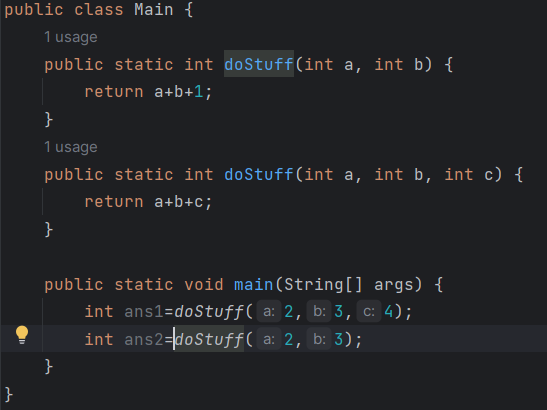 public class Main {
1 usage
public static int doStuff(int a, int b) {
return a+b+1;
}
1 usage
public static int doStuff(int a, int b, int c) {
return a+b+c;
}
public static void main(String[] args) {
int ans1=doStuff( a: 2, b: 3, c: 4);
int ans2=doStuff( a: 2, b: 3);
}
}